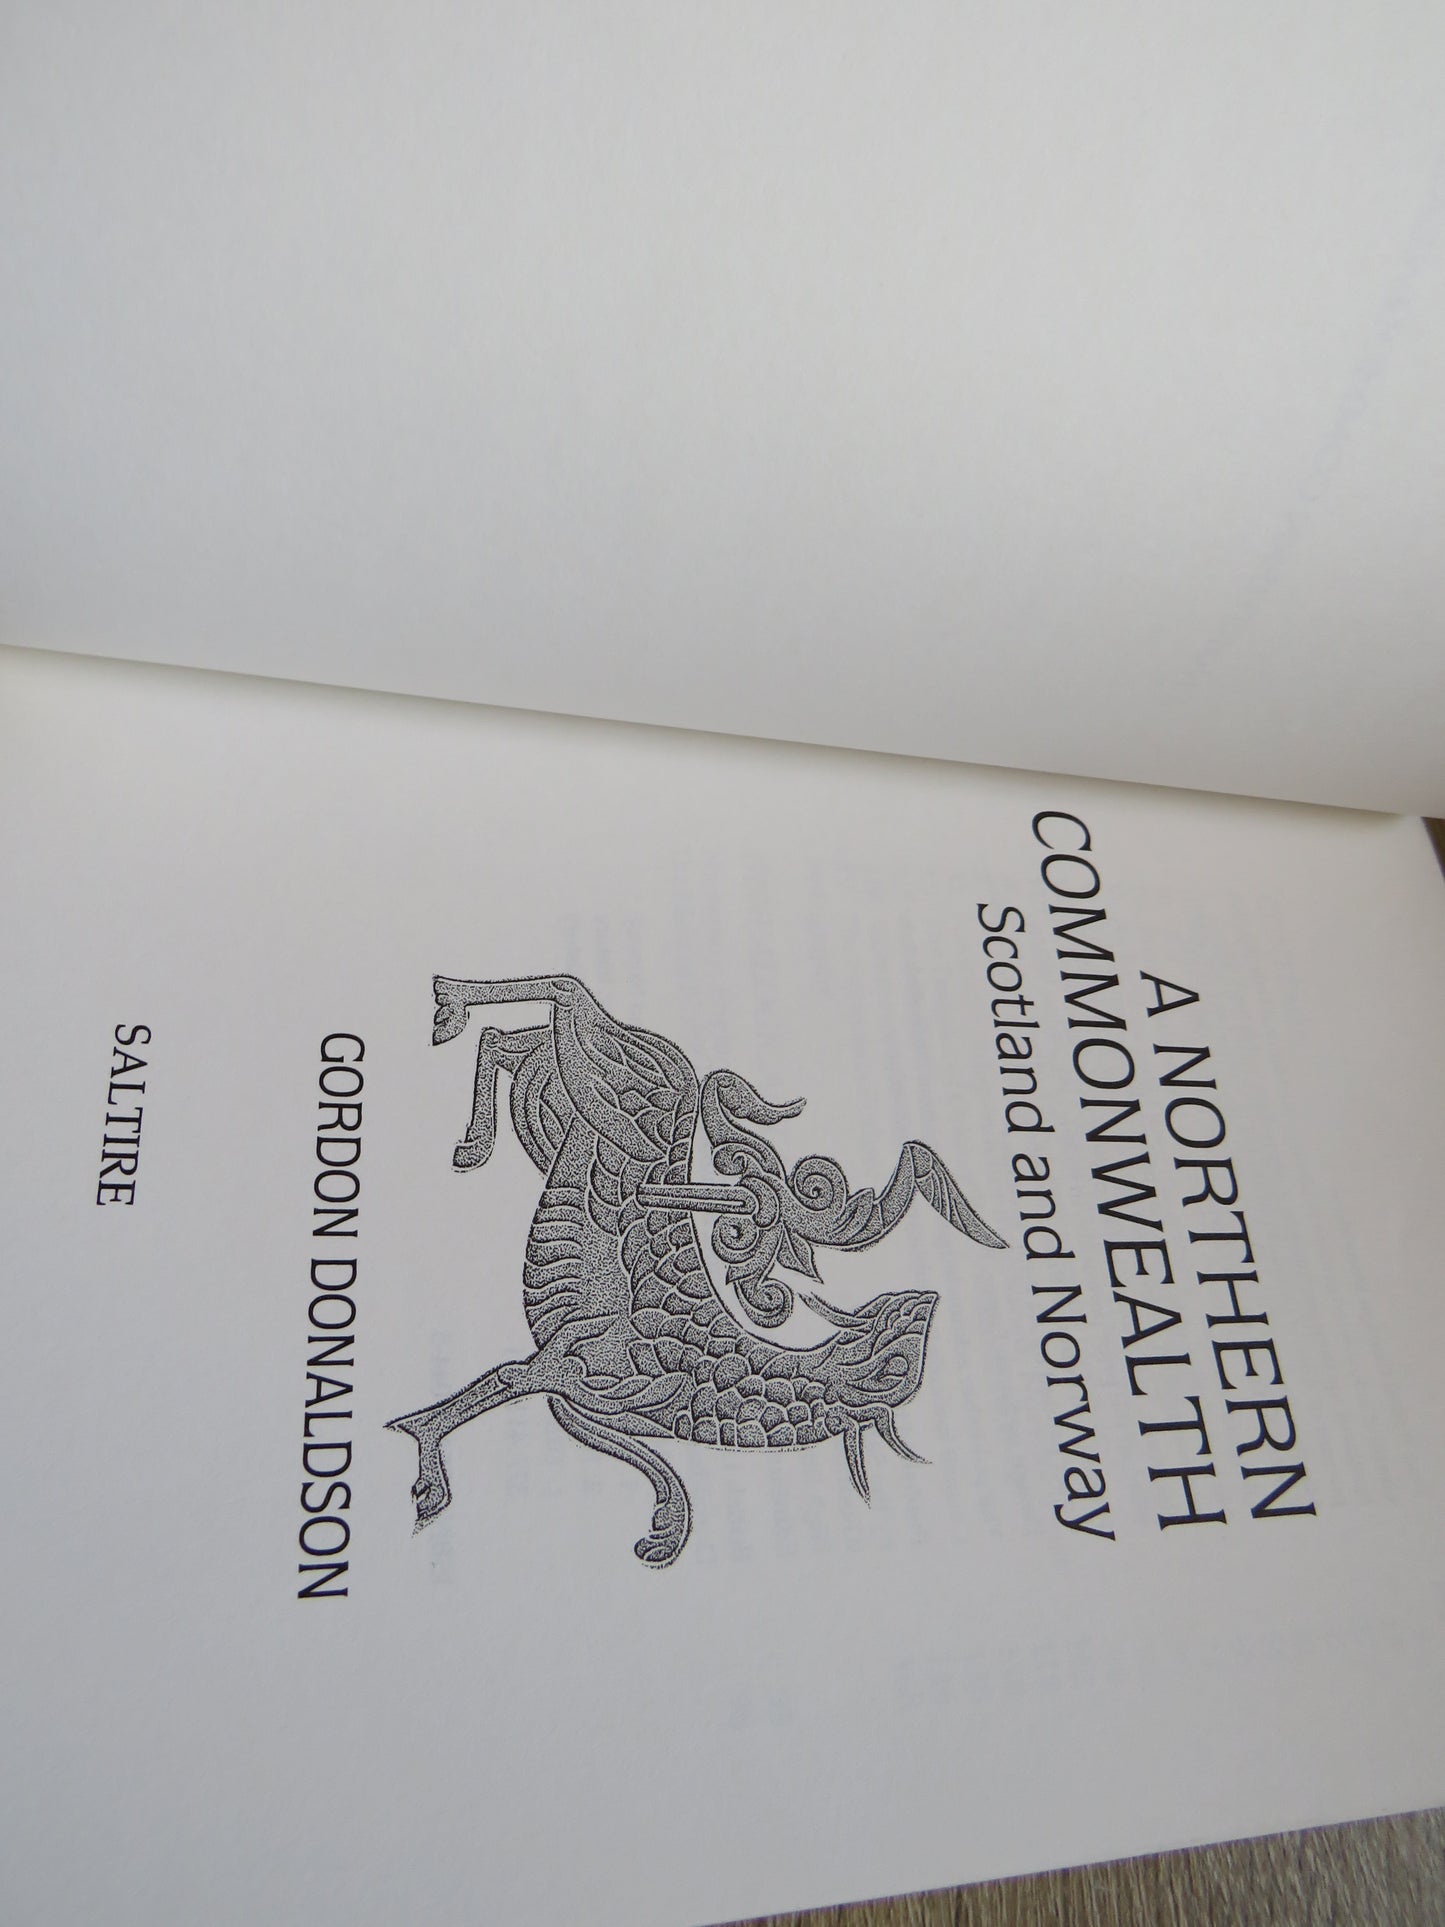 A NORTHERN
COMMONWEALTH
Scotland and Norway
GORDON DONALDSON
SALTIRE